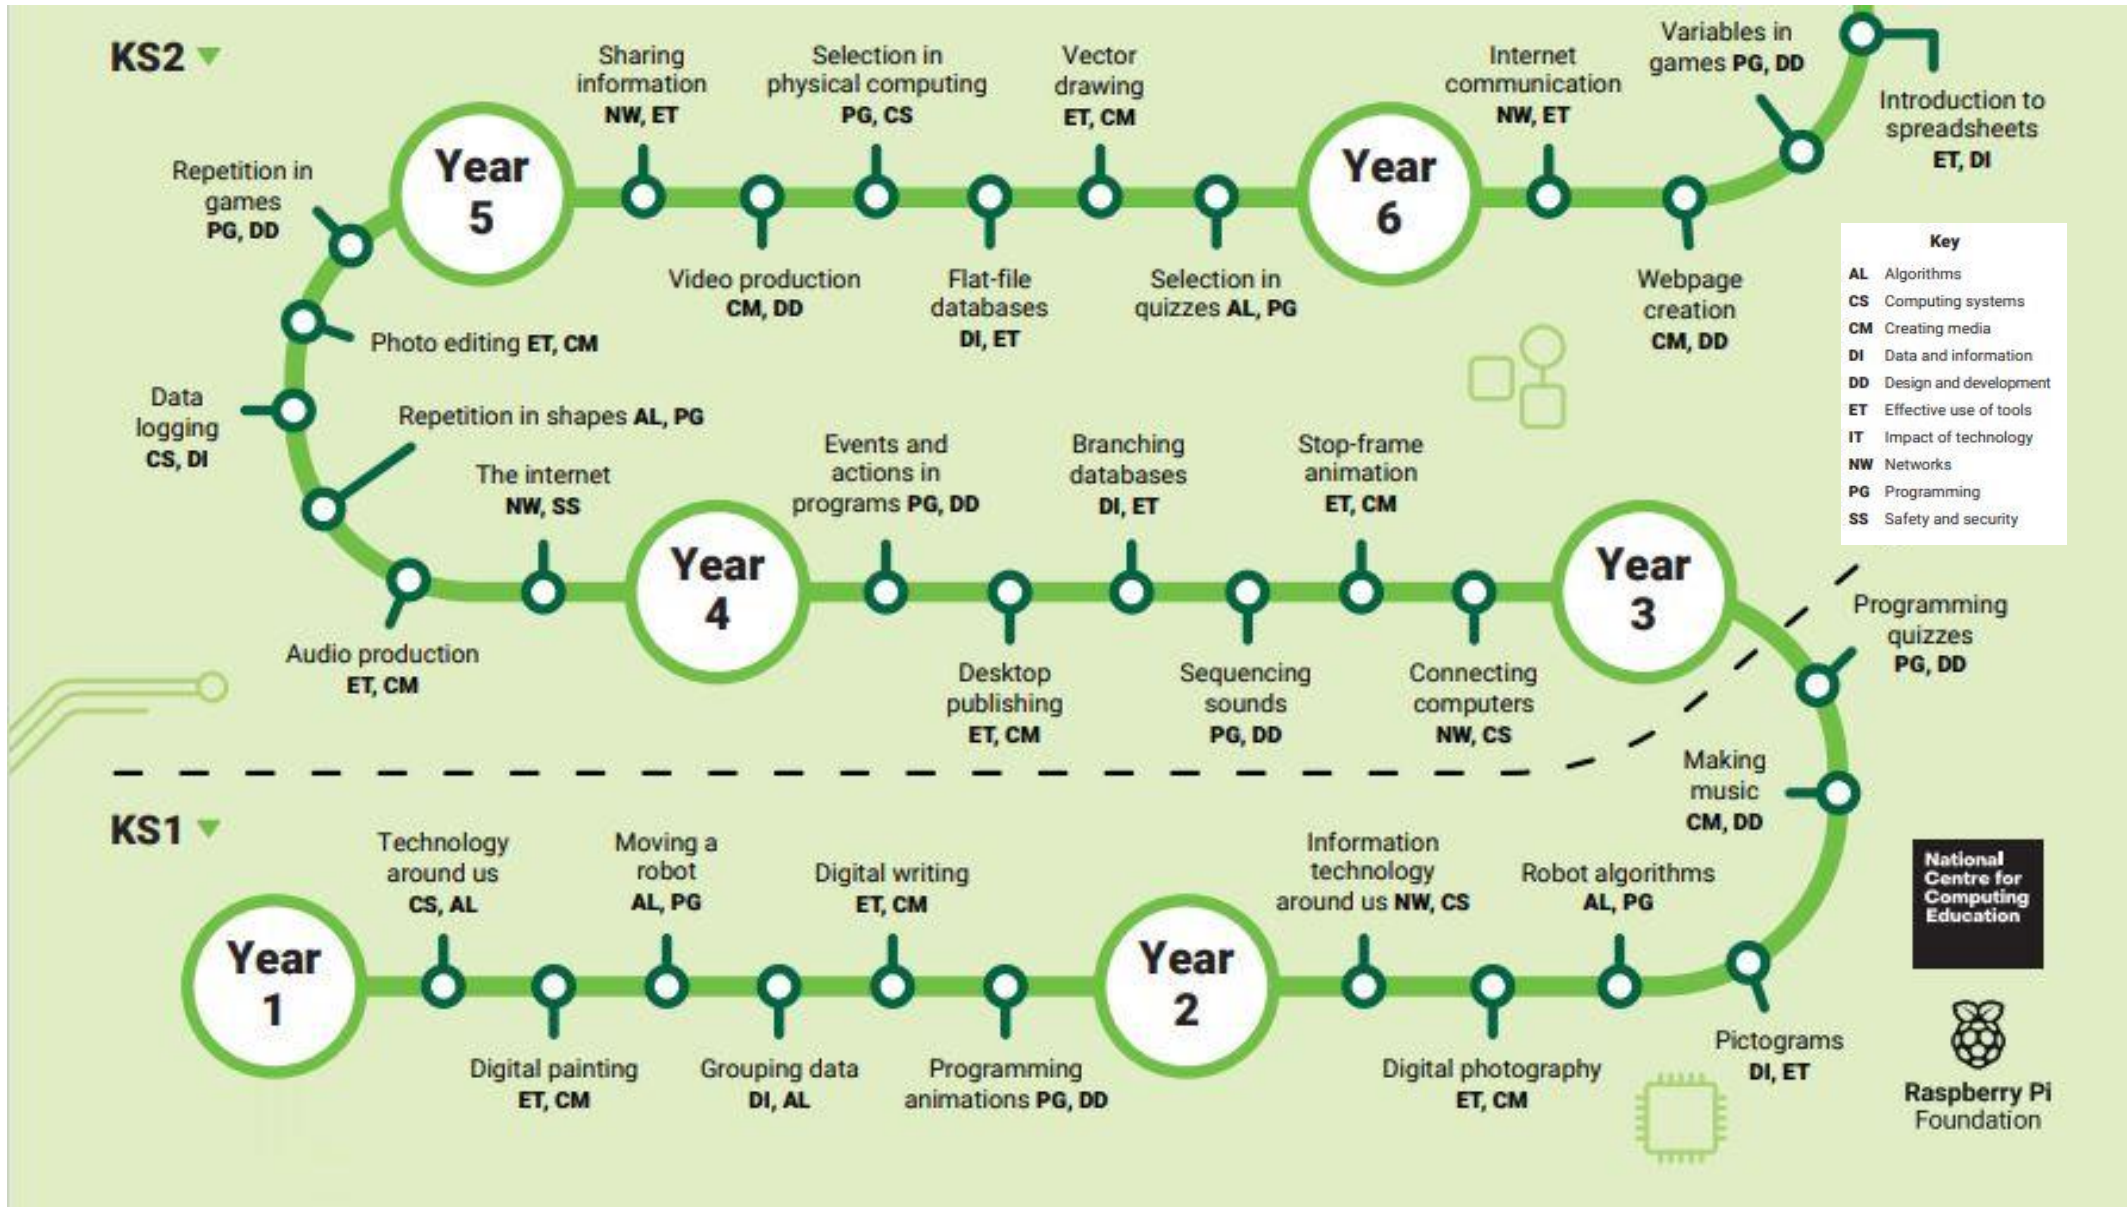 KS2
Sharing
information
NW, ET
Selection in
physical computing
PG, CS
Vector
drawing
ET, CM
Internet
communication
NW, ET
Variables in
games PG, DD
Introduction to
spreadsheets
ET, DI
Year
5
Year
6
Repetition in
games
PG, DD
Video production
CM, DD
Flat-file
databases
DI, ET
Selection in
quizzes AL, PG
Webpage
creation
CM, DD
Key
AL Algorithms
CS Computing systems
CM Creating media
DI Data and information
DD Design and development
ET Effective use of tools
IT Impact of technology
NW Networks
PG Programming
SS Safety and security
Photo editing ET, CM
Data
logging
CS, DI
Repetition in shapes AL, PG
The internet
NW, SS
Audio production
ET, CM
Year
4
Events and
actions in
programs PG, DD
Branching
databases
DI, ET
Stop-frame
animation
ET, CM
Desktop
publishing
ET, CM
Sequencing
sounds
PG, DD
Connecting
computers
NW, CS
Year
3
Programming
quizzes
PG, DD
Making
music
CM, DD
KS1
Technology
around us
CS, AL
Moving a
robot
AL, PG
Digital writing
ET, CM
Information
technology
around us NW, CS
Robot algorithms
AL, PG
Year
1
Year
2
Digital painting
ET, CM
Grouping data
DI, AL
Programming
animations PG, DD
Digital photography
ET, CM
Pictograms
DI, ET
National
Centre for
Computing
Education
Raspberry Pi
Foundation